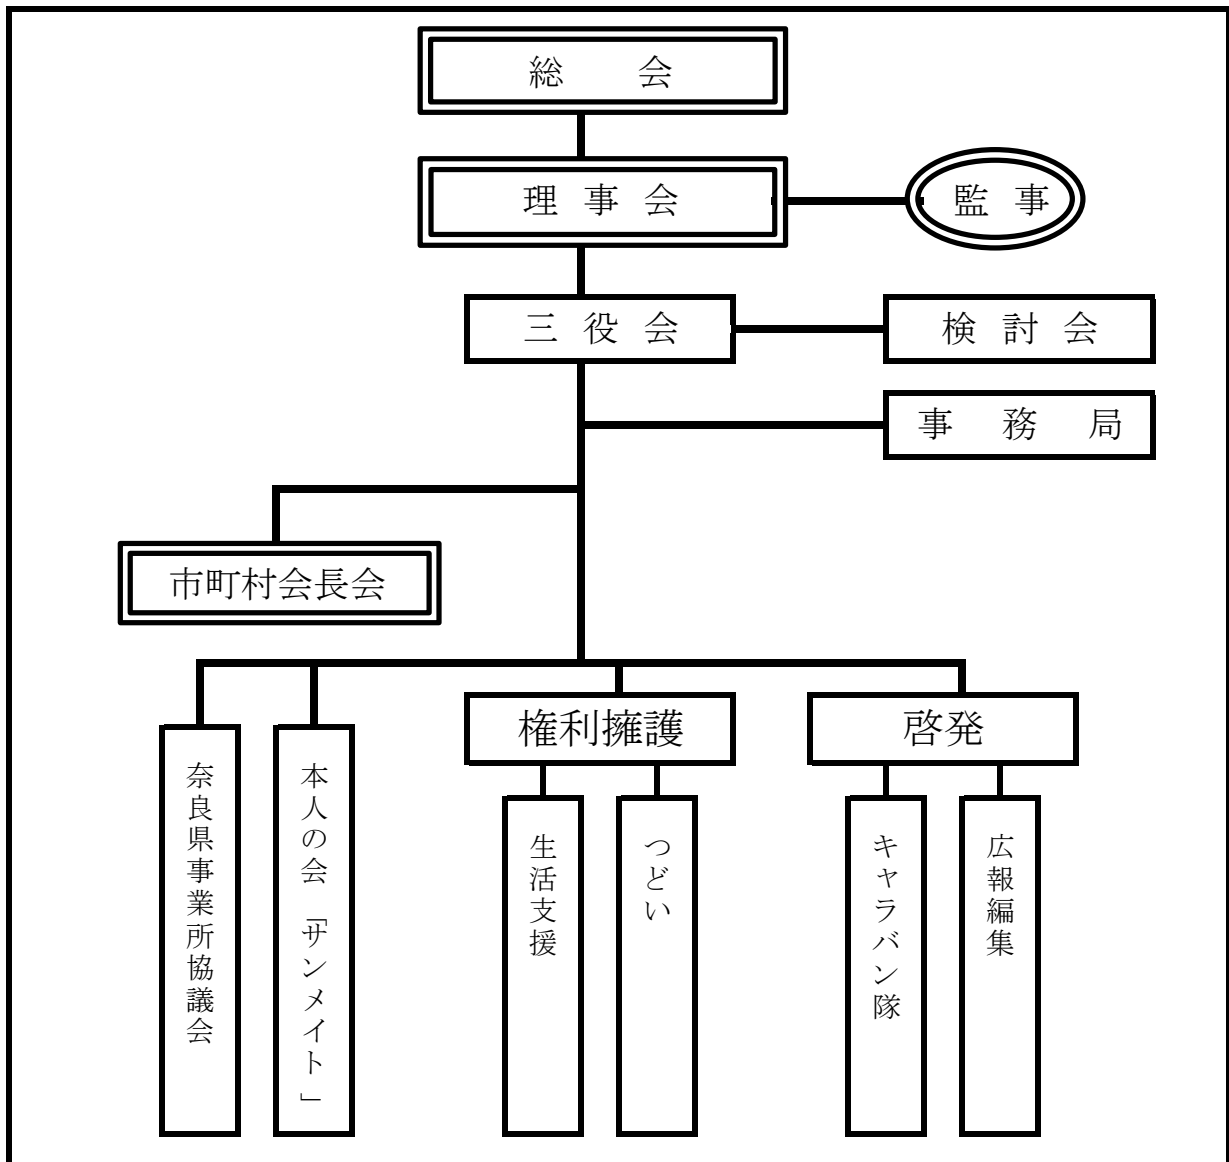 総　会
理事会
監事
三役会
検討会
事務局
市町村会長会
権利擁護
啓発
奈良県事業所協議会
本人の会「サンメイト」
生活支援
つどい
キャラバン隊
広報編集